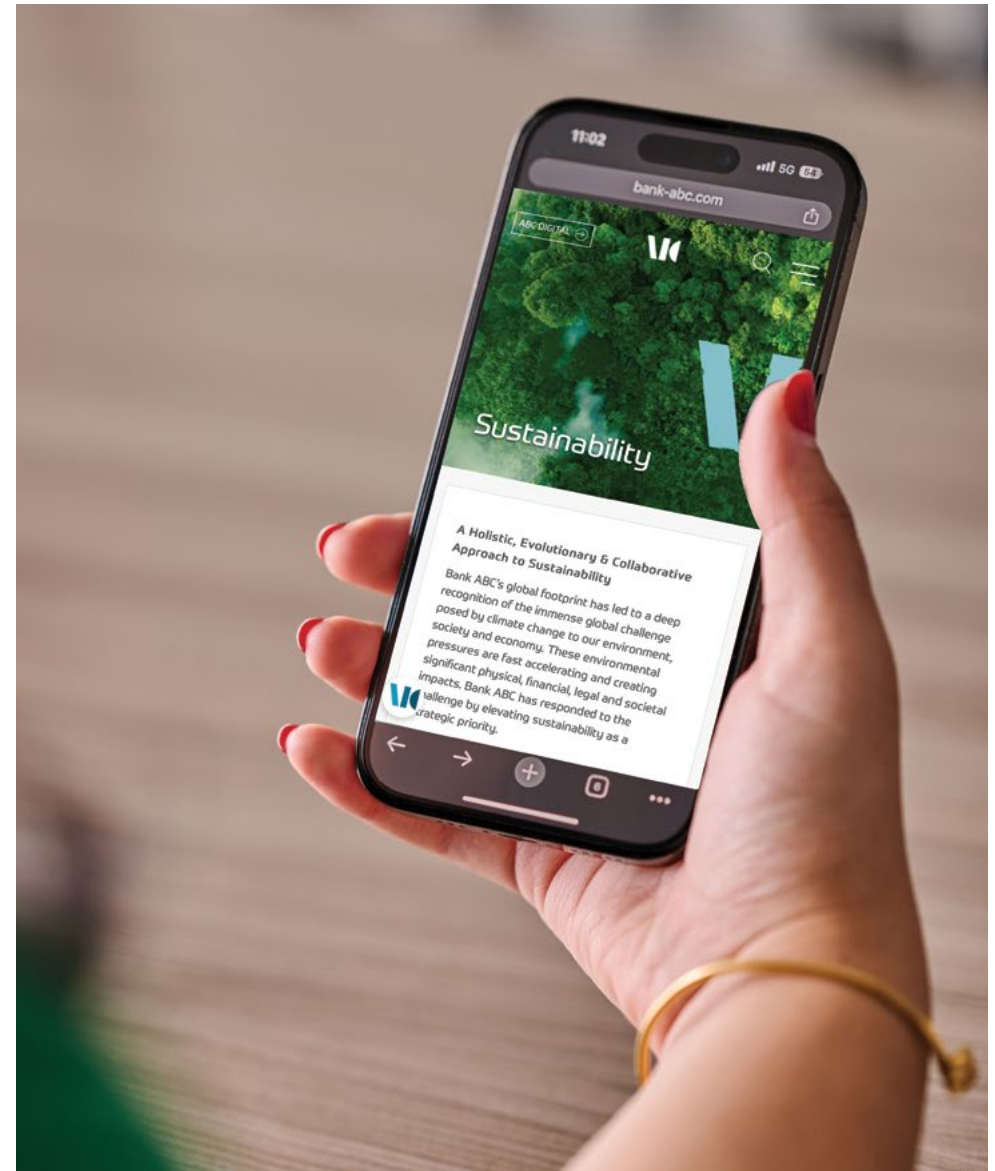 11:02
5G 54
bank-abc.com
ABC DIGITAL
Sustainability
A Holistic, Evolutionary & Collaborative
Approach to Sustainability
Bank ABC's global footprint has led to a deep
recognition of the immense global challenge
posed by climate change to our environment,
society and economy. These environmental
pressures are fast accelerating and creating
significant physical, financial, legal and societal
impacts. Bank ABC has responded to the
challenge by elevating sustainability as a
strategic priority.
6